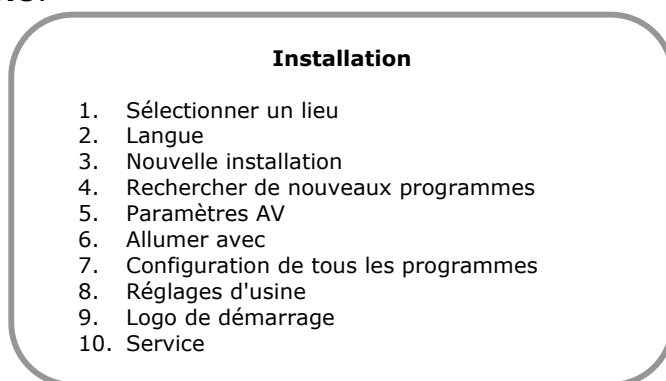 Installation
1. Sélectionner un lieu
2. Langue
3. Nouvelle installation
4. Rechercher de nouveaux programmes
5. Paramètres AV
6. Allumer avec
7. Configuration de tous les programmes
8. Réglages d'usine
9. Logo de démarrage
10. Service